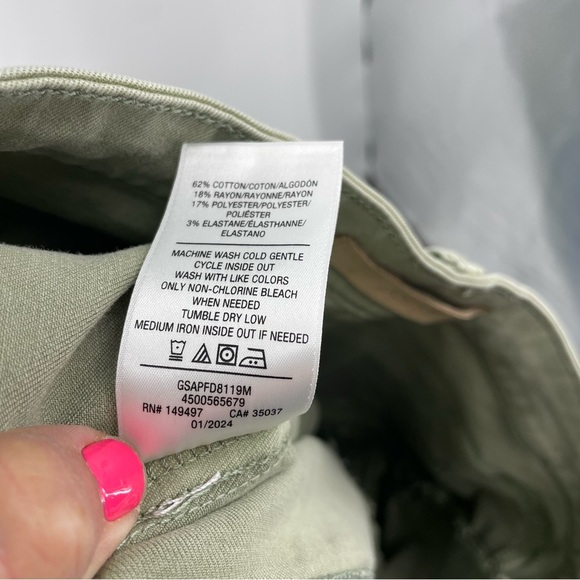 62% COTTON/COTON/ALGODÓN
18% RAYON/RAYONNE/RAYON
17% POLYESTER/POLYESTER/
POLIÉSTER
3% ELASTANE/ÉLASTHANNE/
ELASTANO
MACHINE WASH COLD GENTLE
CYCLE INSIDE OUT
WASH WITH LIKE COLORS
ONLY NON-CHLORINE BLEACH
WHEN NEEDED
TUMBLE DRY LOW
MEDIUM IRON INSIDE OUT IF NEEDED
GSAPFD8119M
4500565679
RN# 149497 CA# 35037
01/2024